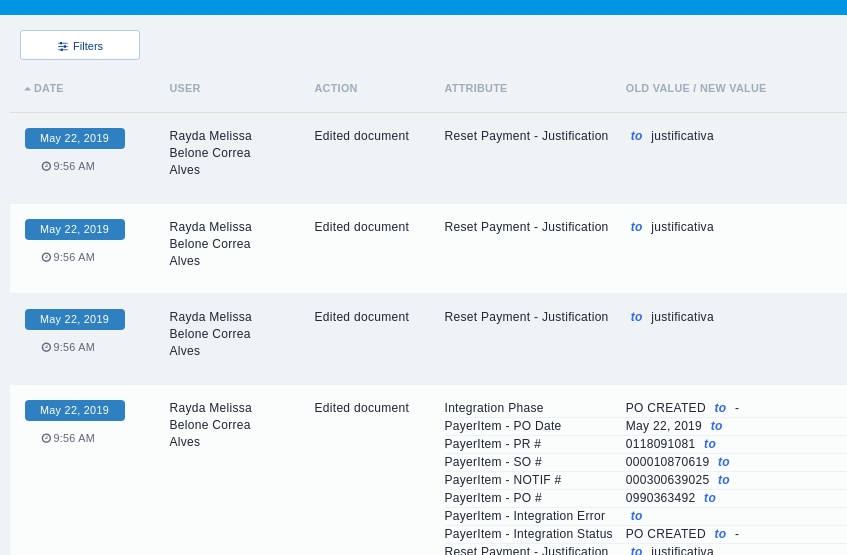 Filters
DATE USER ACTION ATTRIBUTE OLD VALUE / NEW VALUE
May 22, 2019 Rayda Melissa Edited document Reset Payment - Justification to justificativa
Belone Correa
9:56 AM Alves
May 22, 2019 Rayda Melissa Edited document Reset Payment - Justification to justificativa
Belone Correa
9:56 AM Alves
May 22, 2019 Rayda Melissa Edited document Reset Payment - Justification to justificativa
Belone Correa
9:56 AM Alves
May 22, 2019 Rayda Melissa Edited document Integration Phase PO CREATED to -
Belone Correa PayerItem - PO Date May 22, 2019 to
9:56 AM Alves PayerItem - PR # 0118091081 to
PayerItem - SO # 000010870619 to
PayerItem - NOTIF # 000300639025 to
PayerItem - PO # 0990363492 to
PayerItem - Integration Error to
PayerItem - Integration Status PO CREATED to -
Reset Payment - Justification to justificativa